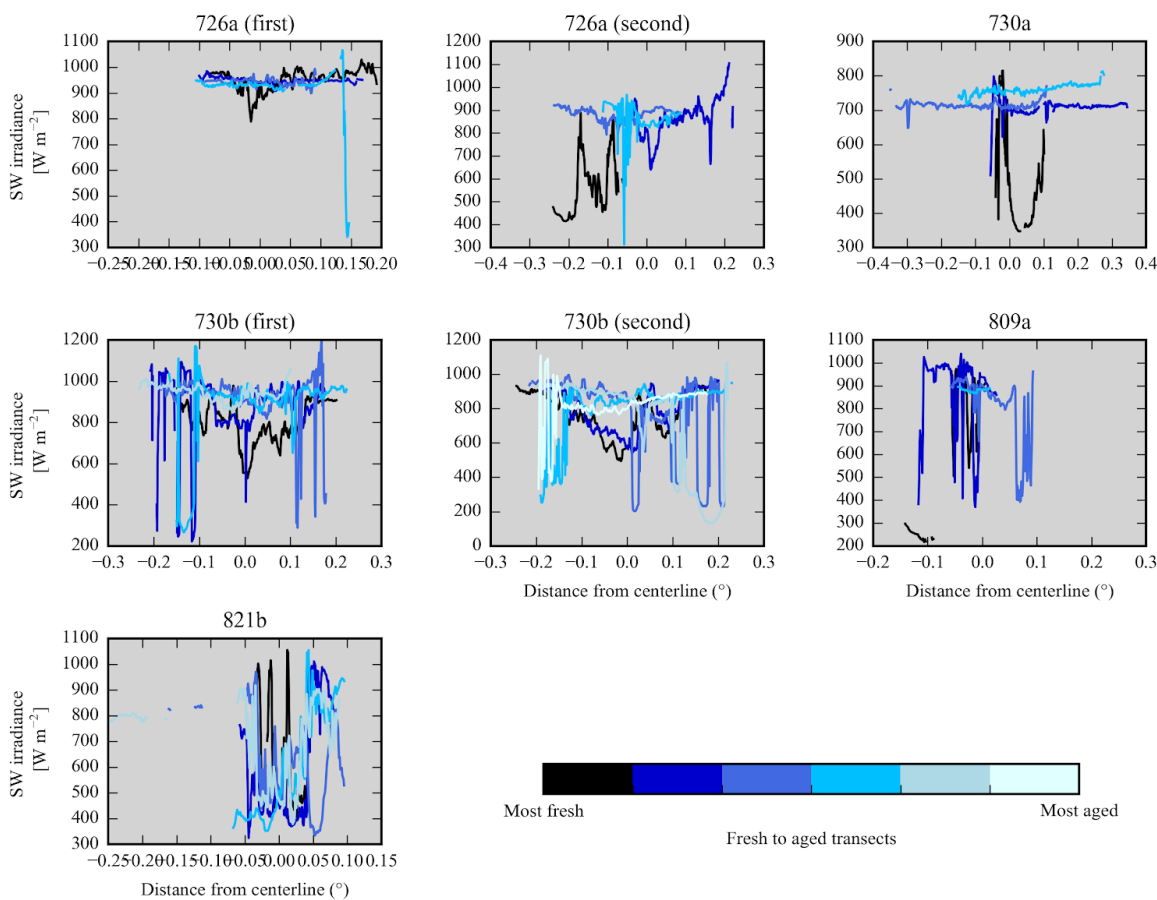 726a (first)
726a (second)
730a
1100
1000
900
800
700
600
500
400
300
SW irradiance
[W m−2]
−0.25−0.20−0.15−0.10−0.05 0.00 0.05 0.10 0.15 0.20
1200
1100
1000
900
800
700
600
500
400
300
−0.4 −0.3 −0.2 −0.1 0.0 0.1 0.2 0.3
900
800
700
600
500
400
300
−0.4 −0.3 −0.2 −0.1 0.0 0.1 0.2 0.3 0.4
730b (first)
730b (second)
809a
1200
1000
800
600
400
200
SW irradiance
[W m−2]
−0.3 −0.2 −0.1 0.0 0.1 0.2 0.3
1200
1000
800
600
400
200
0
−0.3 −0.2 −0.1 0.0 0.1 0.2 0.3
Distance from centerline (°)
1100
1000
900
800
700
600
500
400
300
200
−0.2 −0.1 0.0 0.1 0.2 0.3
Distance from centerline (°)
821b
1100
1000
900
800
700
600
500
400
300
SW irradiance
[W m−2]
−0.25−0.20−0.15−0.10−0.05 0.00 0.05 0.10 0.15
Distance from centerline (°)
Most fresh
Most aged
Fresh to aged transects